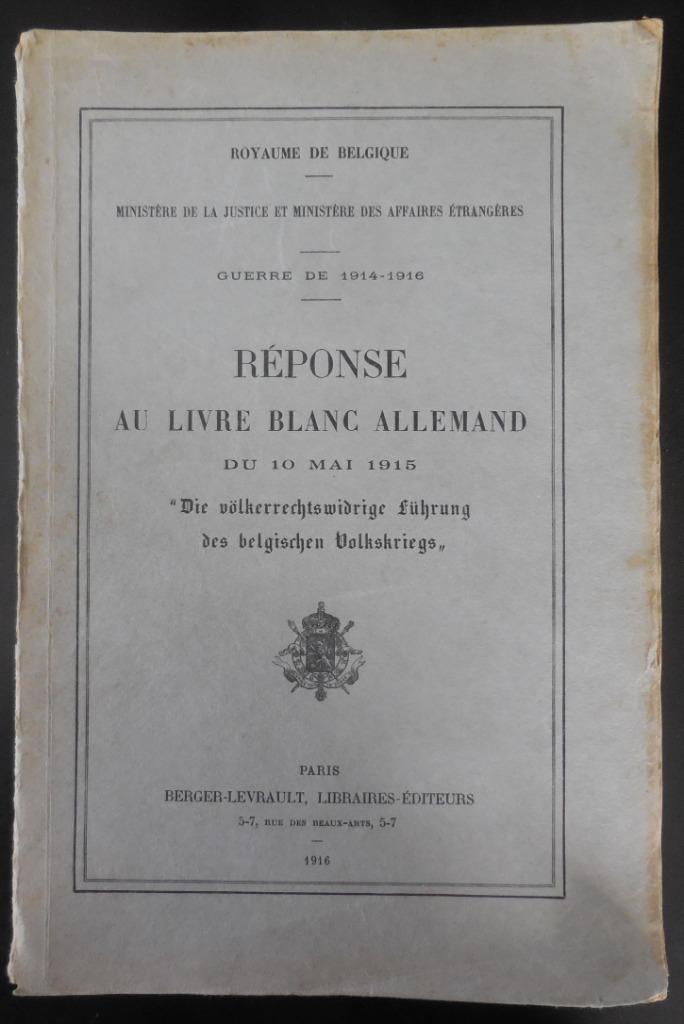 ROYAUME DE BELGIQUE
MINISTÈRE DE LA JUSTICE ET MINISTÈRE DES AFFAIRES ÉTRANGÈRES
GUERRE DE 1914-1916
RÉPONSE
AU LIVRE BLANC ALLEMAND
DU 10 MAI 1915
"Die völkerrechtswidrige Führung
des belgischen Volkskriegs„
PARIS
BERGER-LEVRAULT, LIBRAIRES-ÉDITEURS
5-7, RUE DES BEAUX-ARTS, 5-7
1916